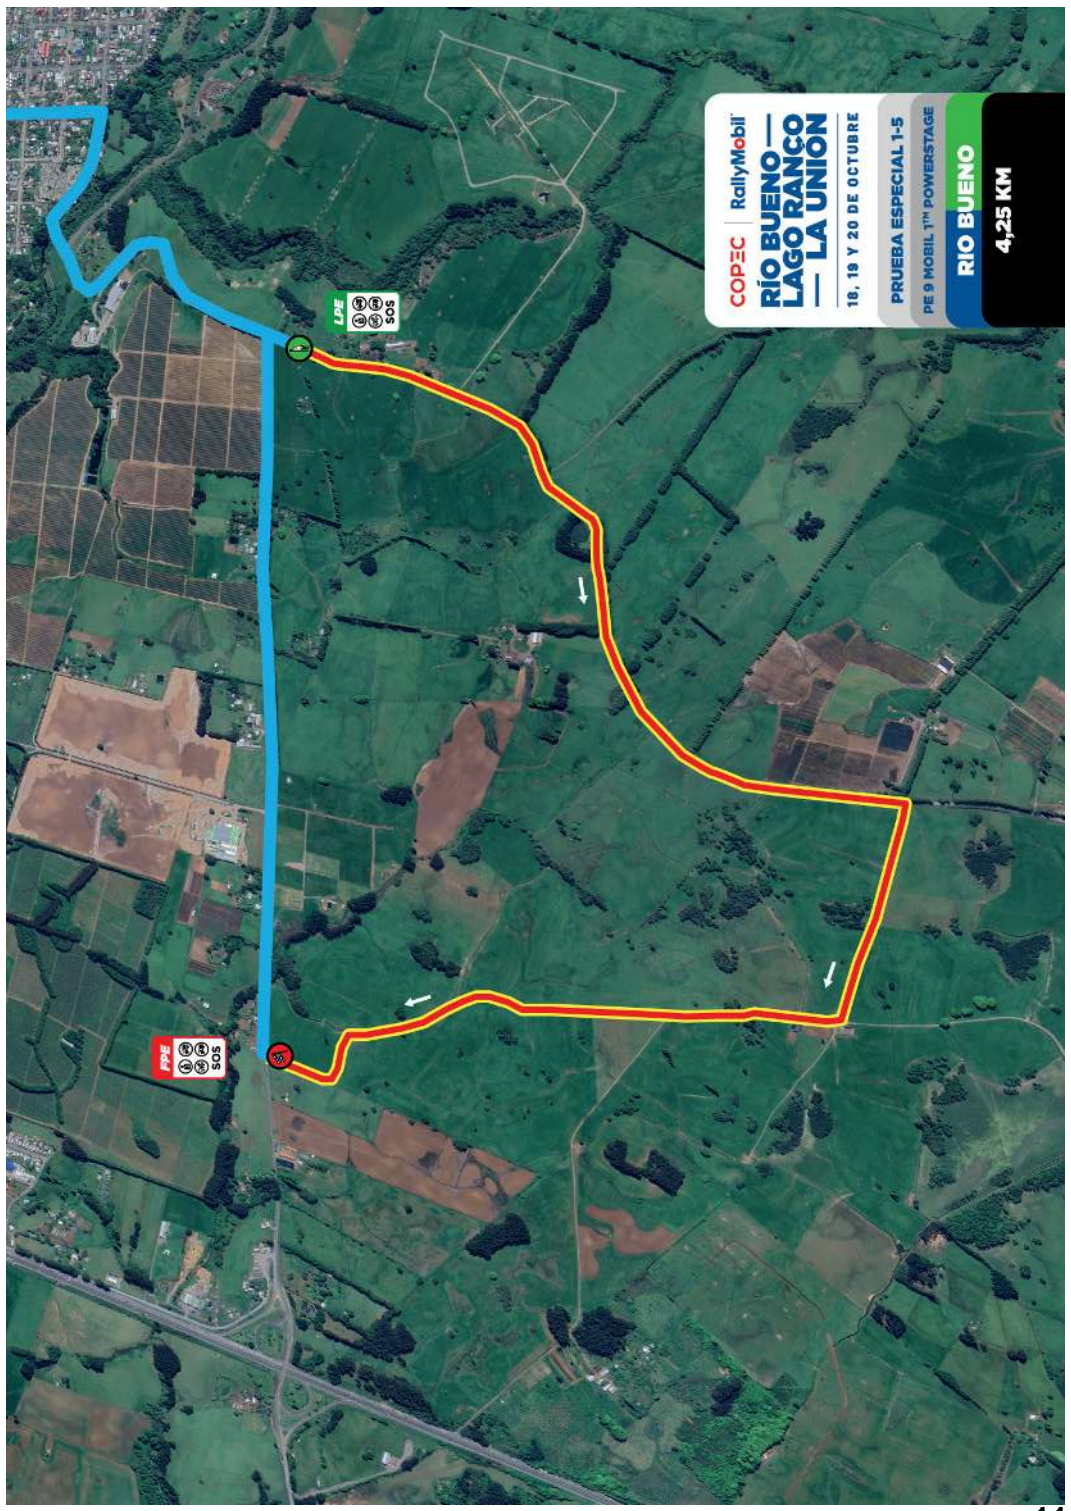 COPEC | RallyMobil
RÍO BUENO —
LAGO RANCO
— LA UNIÓN
18, 19 Y 20 DE OCTUBRE
PRUEBA ESPECIAL 1-5
PE 9 MOBIL 1™ POWERSTAGE
RIO BUENO
4,25 KM
LPE
SOS
FPE
SOS